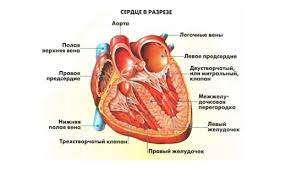 СЕРДЦЕ В РАЗРЕЗЕ
Аорта
Полая
верхняя вена
Правое
предсердие
Нижняя
полая вена
Трехстворчатый клапан
Легочные вены
Левое предсердие
Двустворчатый,
или митральный,
клапан
Межжелу-
дочковая
перегородка
Левый
желудочек
Правый желудочек